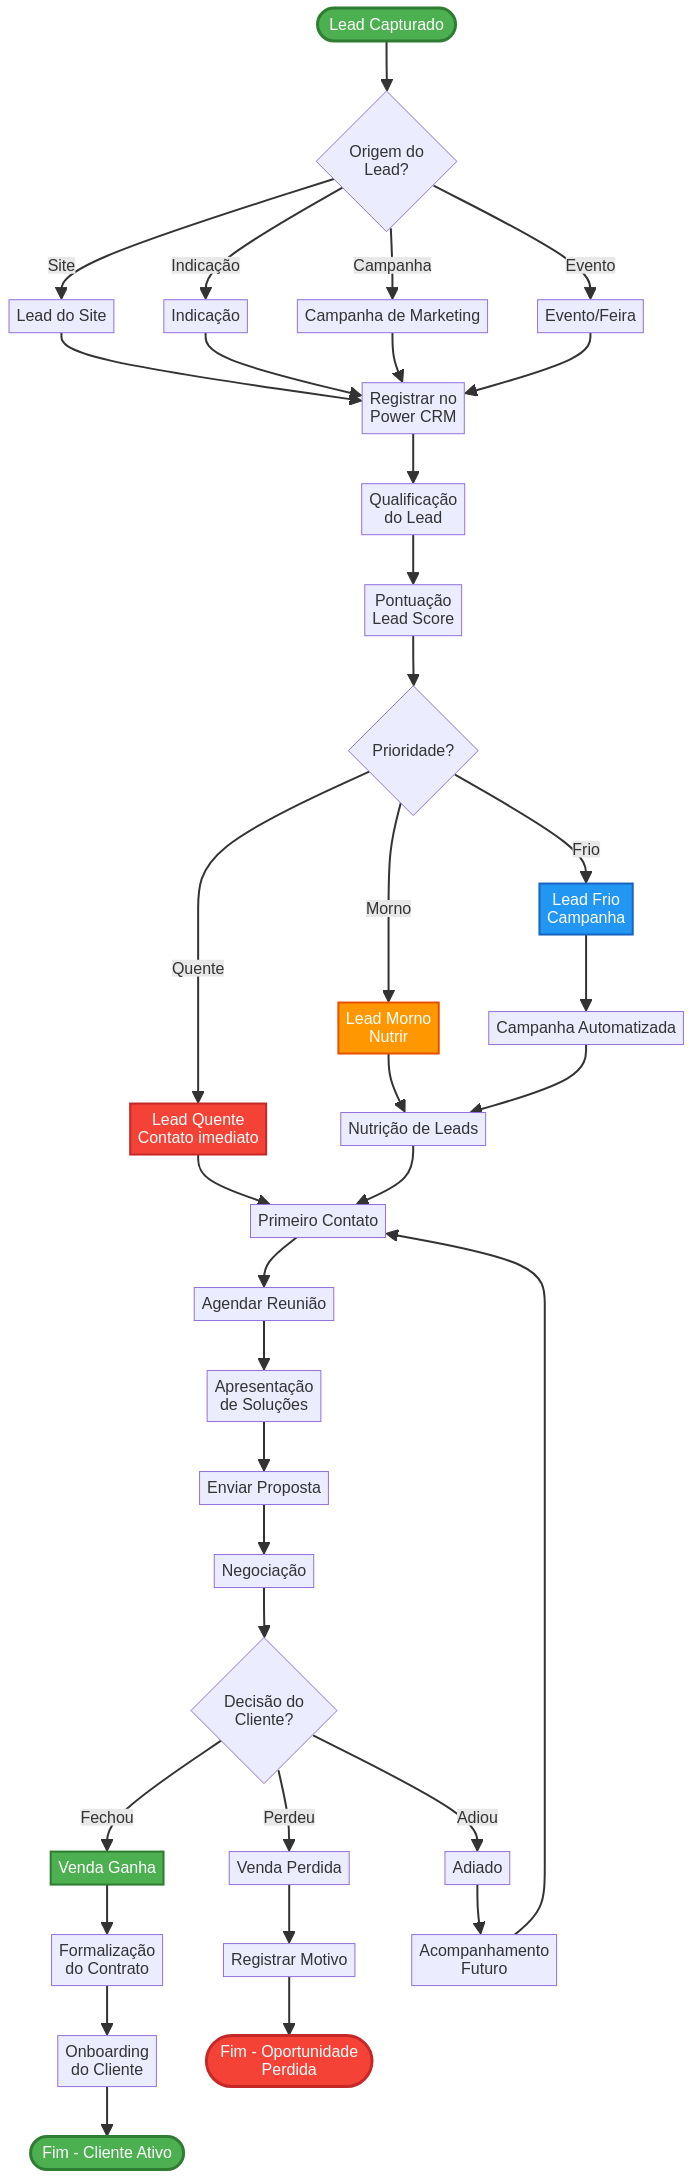 Lead Capturado
Origem do
Lead?
Site
Indicação
Campanha
Evento
Lead do Site
Indicação
Campanha de Marketing
Evento/Feira
Registrar no
Power CRM
Qualificação
do Lead
Pontuação
Lead Score
Prioridade?
Frio
Lead Frio
Campanha
Morno
Quente
Lead Morno
Nutrir
Campanha Automatizada
Lead Quente
Contato imediato
Nutrição de Leads
Primeiro Contato
Agendar Reunião
Apresentação
de Soluções
Enviar Proposta
Negociação
Decisão do
Cliente?
Fechou
Perdeu
Adiou
Venda Ganha
Venda Perdida
Adiado
Formalização
do Contrato
Registrar Motivo
Acompanhamento
Futuro
Onboarding
do Cliente
Fim - Oportunidade
Perdida
Fim - Cliente Ativo